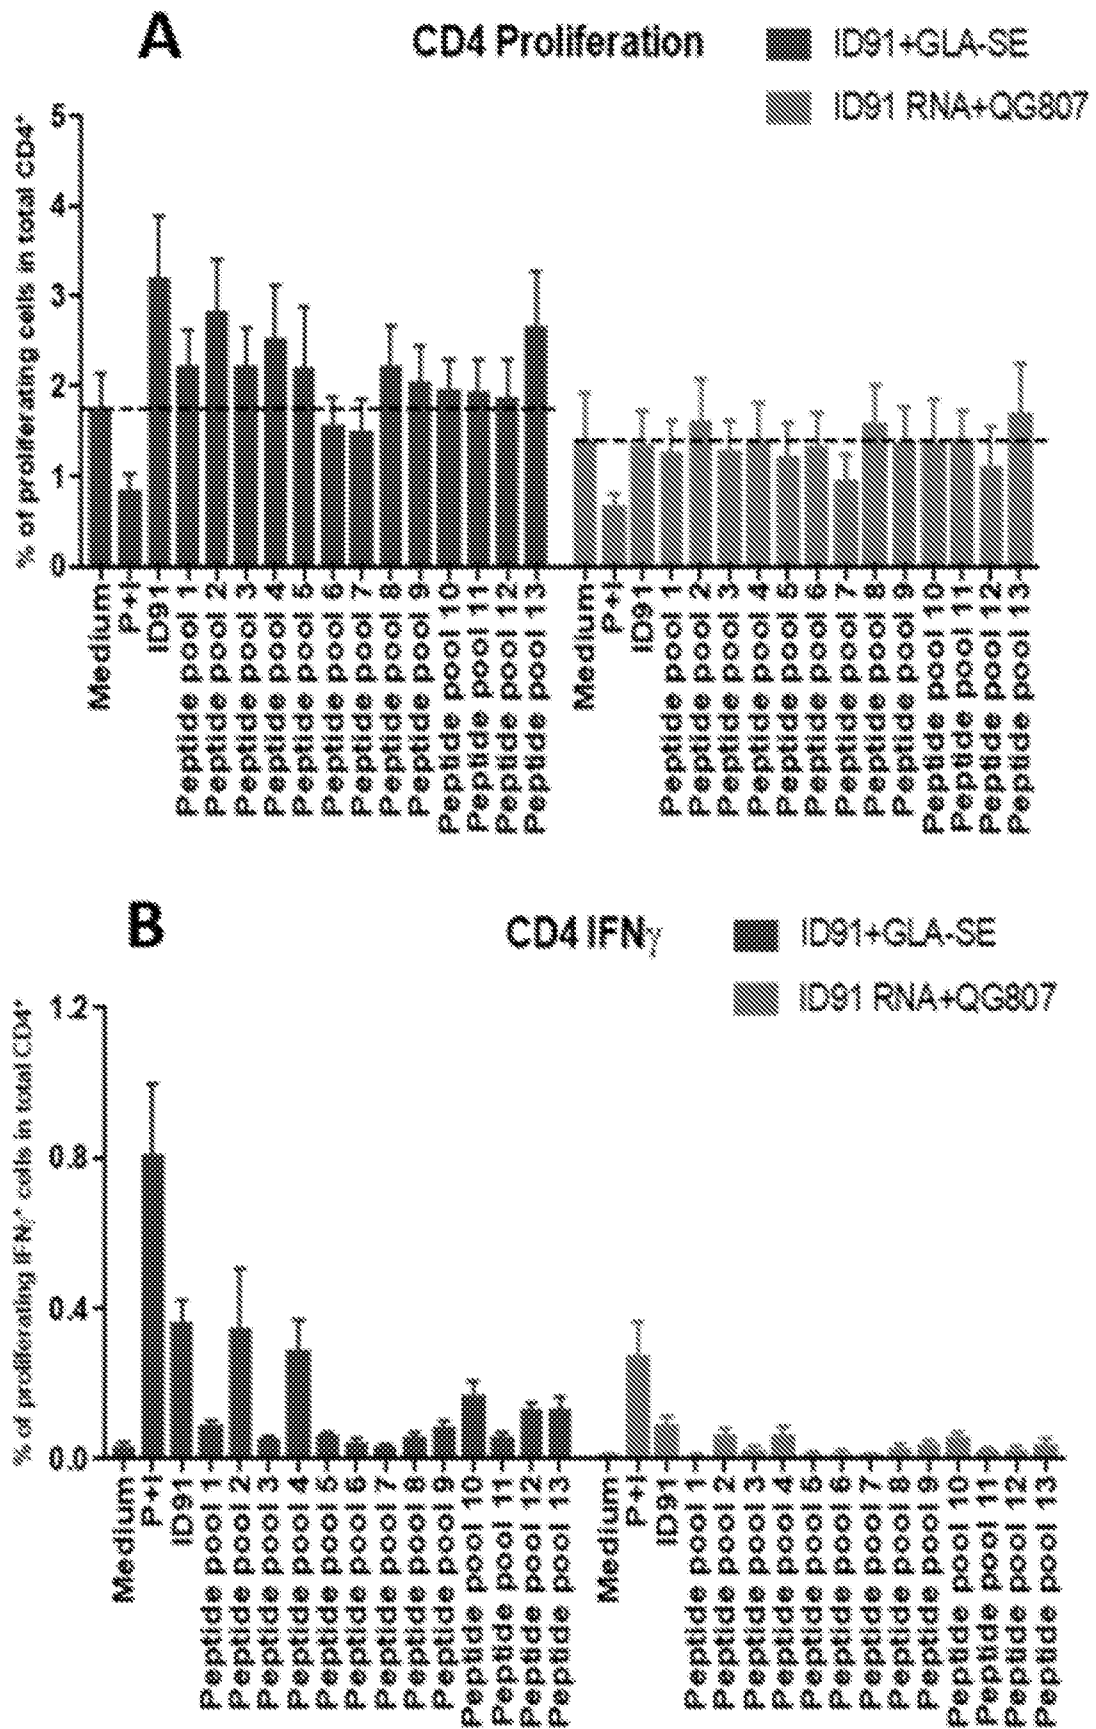 A
CD4 Proliferation
ID91+GLA-SE
ID91 RNA+QG807
% of proliferating cells in total CD4+
5
4
3
2
1
0
Medium
P+I
ID91
Peptide pool 1
Peptide pool 2
Peptide pool 3
Peptide pool 4
Peptide pool 5
Peptide pool 6
Peptide pool 7
Peptide pool 8
Peptide pool 9
Peptide pool 10
Peptide pool 11
Peptide pool 12
Peptide pool 13
Medium
P+I
ID91
Peptide pool 1
Peptide pool 2
Peptide pool 3
Peptide pool 4
Peptide pool 5
Peptide pool 6
Peptide pool 7
Peptide pool 8
Peptide pool 9
Peptide pool 10
Peptide pool 11
Peptide pool 12
Peptide pool 13
B
CD4 IFNγ
ID91+GLA-SE
ID91 RNA+QG807
% of proliferating IFNγ+ cells in total CD4+
1.2
0.8
0.4
0.0
Medium
P+I
ID91
Peptide pool 1
Peptide pool 2
Peptide pool 3
Peptide pool 4
Peptide pool 5
Peptide pool 6
Peptide pool 7
Peptide pool 8
Peptide pool 9
Peptide pool 10
Peptide pool 11
Peptide pool 12
Peptide pool 13
Medium
P+I
ID91
Peptide pool 1
Peptide pool 2
Peptide pool 3
Peptide pool 4
Peptide pool 5
Peptide pool 6
Peptide pool 7
Peptide pool 8
Peptide pool 9
Peptide pool 10
Peptide pool 11
Peptide pool 12
Peptide pool 13